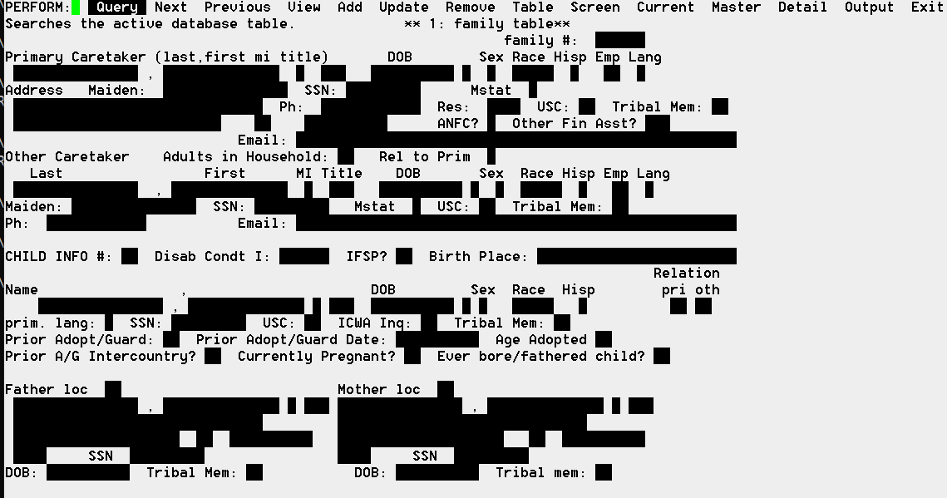 PERFORM: Query Next Previous View Add Update Remove Table Screen Current Master Detail Output Exit
Searches the active database table. ** 1: family table**
family #:
Primary Caretaker (last,first mi title) DOB Sex Race Hisp Emp Lang
,
Address Maiden: SSN: Mstat
Ph: Res: USC: Tribal Mem:
ANFC? Other Fin Asst?
Email:
Other Caretaker Adults in Household: Rel to Prim
Last First MI Title DOB Sex Race Hisp Emp Lang
,
Maiden: SSN: Mstat USC: Tribal Mem:
Ph: Email:
CHILD INFO #: Disab Condt I: IFSP? Birth Place:
Relation
Name , DOB Sex Race Hisp pri oth
,
prim. lang: SSN: USC: ICWA Inq: Tribal Mem:
Prior Adopt/Guard: Prior Adopt/Guard Date: Age Adopted
Prior A/G Intercountry? Currently Pregnant? Ever bore/fathered child?
Father loc Mother loc
, ,
SSN SSN
DOB: Tribal Mem: DOB: Tribal mem: